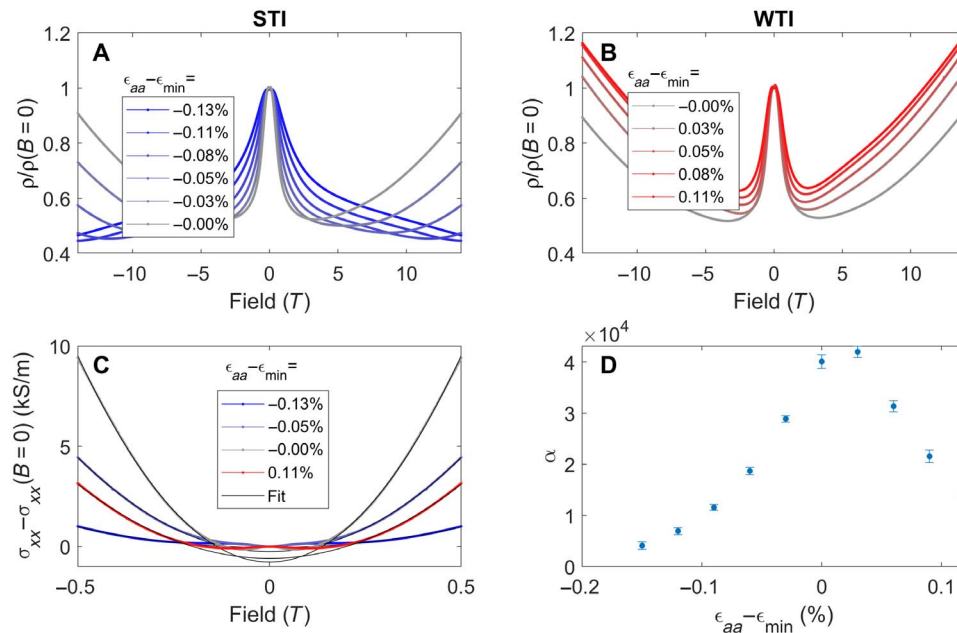 STI
WTI
A
ϵaa−ϵmin=
−0.13%
−0.11%
−0.08%
−0.05%
−0.03%
−0.00%
ρ/ρ(B = 0)
1.2
1
0.8
0.6
0.4
−10
−5
0
5
10
Field (T)
B
ϵaa−ϵmin=
−0.00%
0.03%
0.05%
0.08%
0.11%
ρ/ρ(B = 0)
1.2
1
0.8
0.6
0.4
−10
−5
0
5
10
Field (T)
C
ϵaa−ϵmin=
−0.13%
−0.05%
−0.00%
0.11%
Fit
σxx−σxx(B = 0) (kS/m)
10
5
0
−0.5
0
0.5
Field (T)
×10⁴
D
α
4
3
2
1
0
−0.2
−0.1
0
0.1
ϵaa−ϵmin (%)